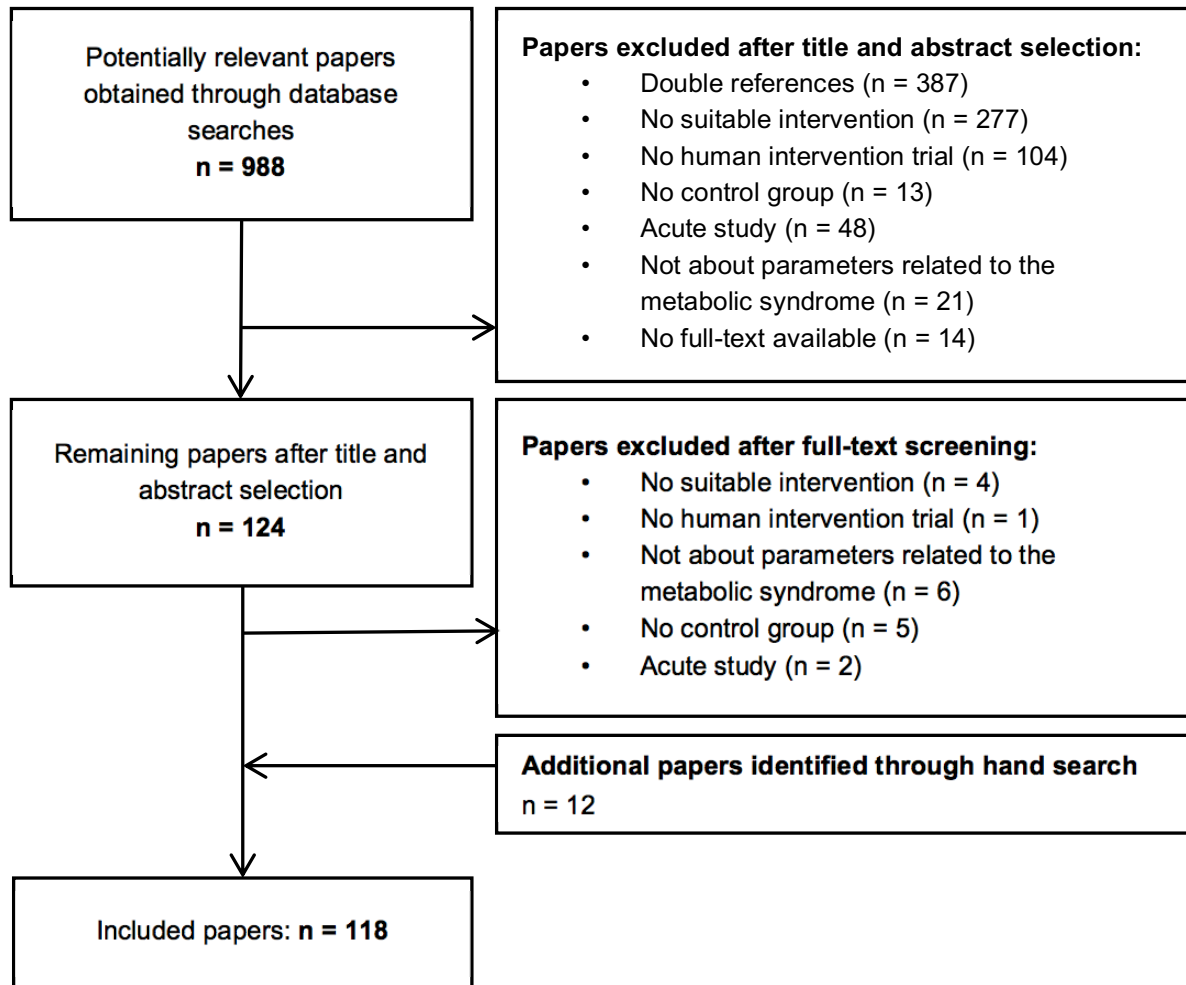 Potentially relevant papers
obtained through database
searches
n = 988
Papers excluded after title and abstract selection:
• Double references (n = 387)
• No suitable intervention (n = 277)
• No human intervention trial (n = 104)
• No control group (n = 13)
• Acute study (n = 48)
• Not about parameters related to the
metabolic syndrome (n = 21)
• No full-text available (n = 14)
Remaining papers after title and
abstract selection
n = 124
Papers excluded after full-text screening:
• No suitable intervention (n = 4)
• No human intervention trial (n = 1)
• Not about parameters related to the
metabolic syndrome (n = 6)
• No control group (n = 5)
• Acute study (n = 2)
Additional papers identified through hand search
n = 12
Included papers: n = 118